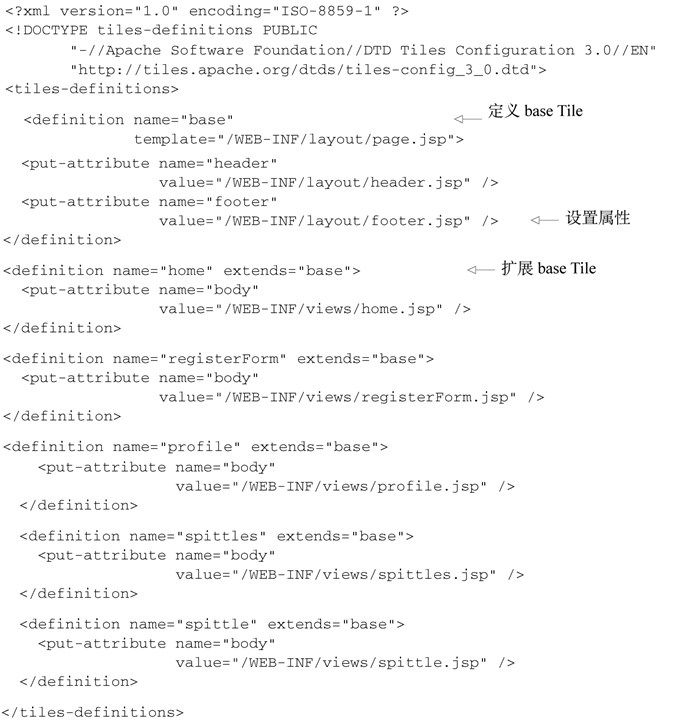 <?xml version="1.0" encoding="ISO-8859-1" ?>
<!DOCTYPE tiles-definitions PUBLIC
"-//Apache Software Foundation//DTD Tiles Configuration 3.0//EN"
"http://tiles.apache.org/dtds/tiles-config_3_0.dtd">
<tiles-definitions>
<definition name="base" 定义 base Tile
template="/WEB-INF/layout/page.jsp">
<put-attribute name="header"
value="/WEB-INF/layout/header.jsp" />
<put-attribute name="footer"
value="/WEB-INF/layout/footer.jsp" /> 设置属性
</definition>
<definition name="home" extends="base"> 扩展 base Tile
<put-attribute name="body"
value="/WEB-INF/views/home.jsp" />
</definition>
<definition name="registerForm" extends="base">
<put-attribute name="body"
value="/WEB-INF/views/registerForm.jsp" />
</definition>
<definition name="profile" extends="base">
<put-attribute name="body"
value="/WEB-INF/views/profile.jsp" />
</definition>
<definition name="spittles" extends="base">
<put-attribute name="body"
value="/WEB-INF/views/spittles.jsp" />
</definition>
<definition name="spittle" extends="base">
<put-attribute name="body"
value="/WEB-INF/views/spittle.jsp" />
</definition>
</tiles-definitions>